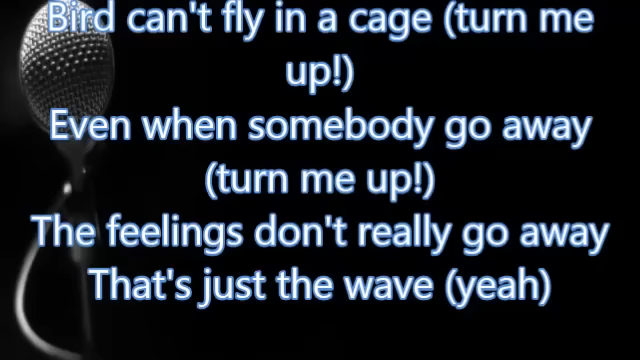 Bird can't fly in a cage (turn me
up!)
Even when somebody go away
(turn me up!)
The feelings don't really go away
That's just the wave (yeah)